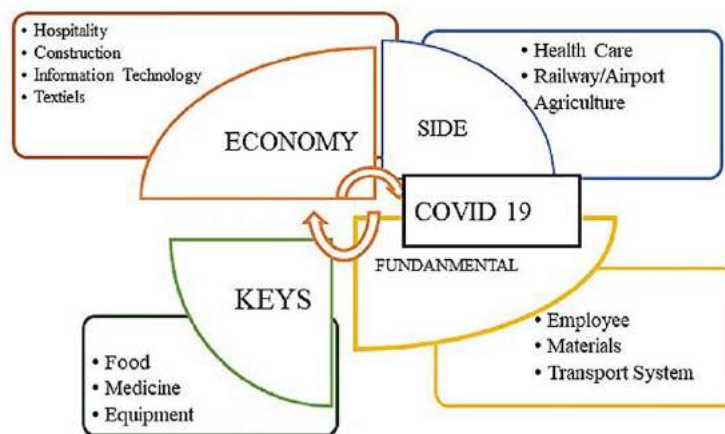 • Hospitality
• Construction
• Information Technology
• Textiels
ECONOMY
SIDE
• Health Care
• Railway/Airport
• Agriculture
COVID 19
KEYS
FUNDANMENTAL
• Food
• Medicine
• Equipment
• Employee
• Materials
• Transport System